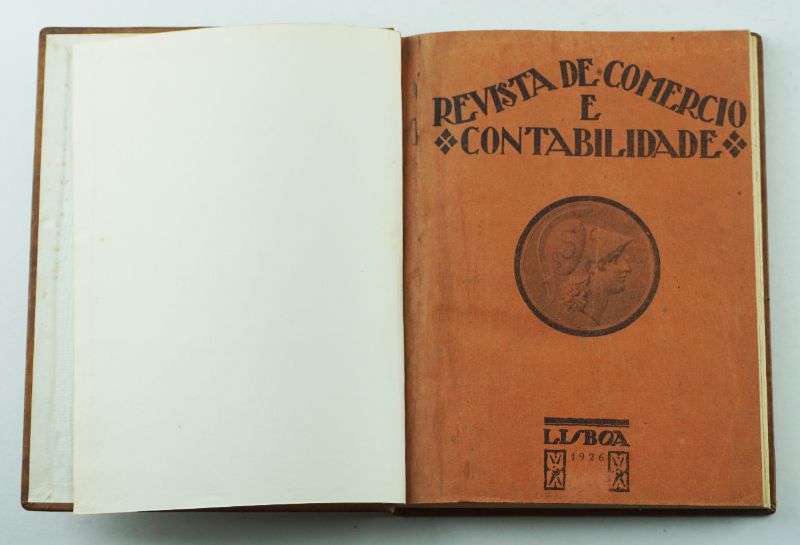 REVISTA DE COMERCIO
E
CONTABILIDADE
LISBOA
1926